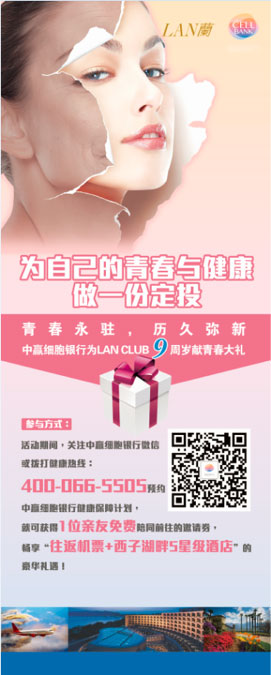 LAN蘭
CELL
BANK
为自己的青春与健康
做一份定投
青春永驻，历久弥新
中赢细胞银行为LAN CLUB 9 周岁献青春大礼
参与方式：
活动期间，关注中赢细胞银行微信
或拨打健康热线：
400-066-5505预约
中赢细胞银行健康保障计划，
就可获得1位亲友免费陪同前往的邀请券，
畅享“往返机票+西子湖畔5星级酒店”的
豪华礼遇！